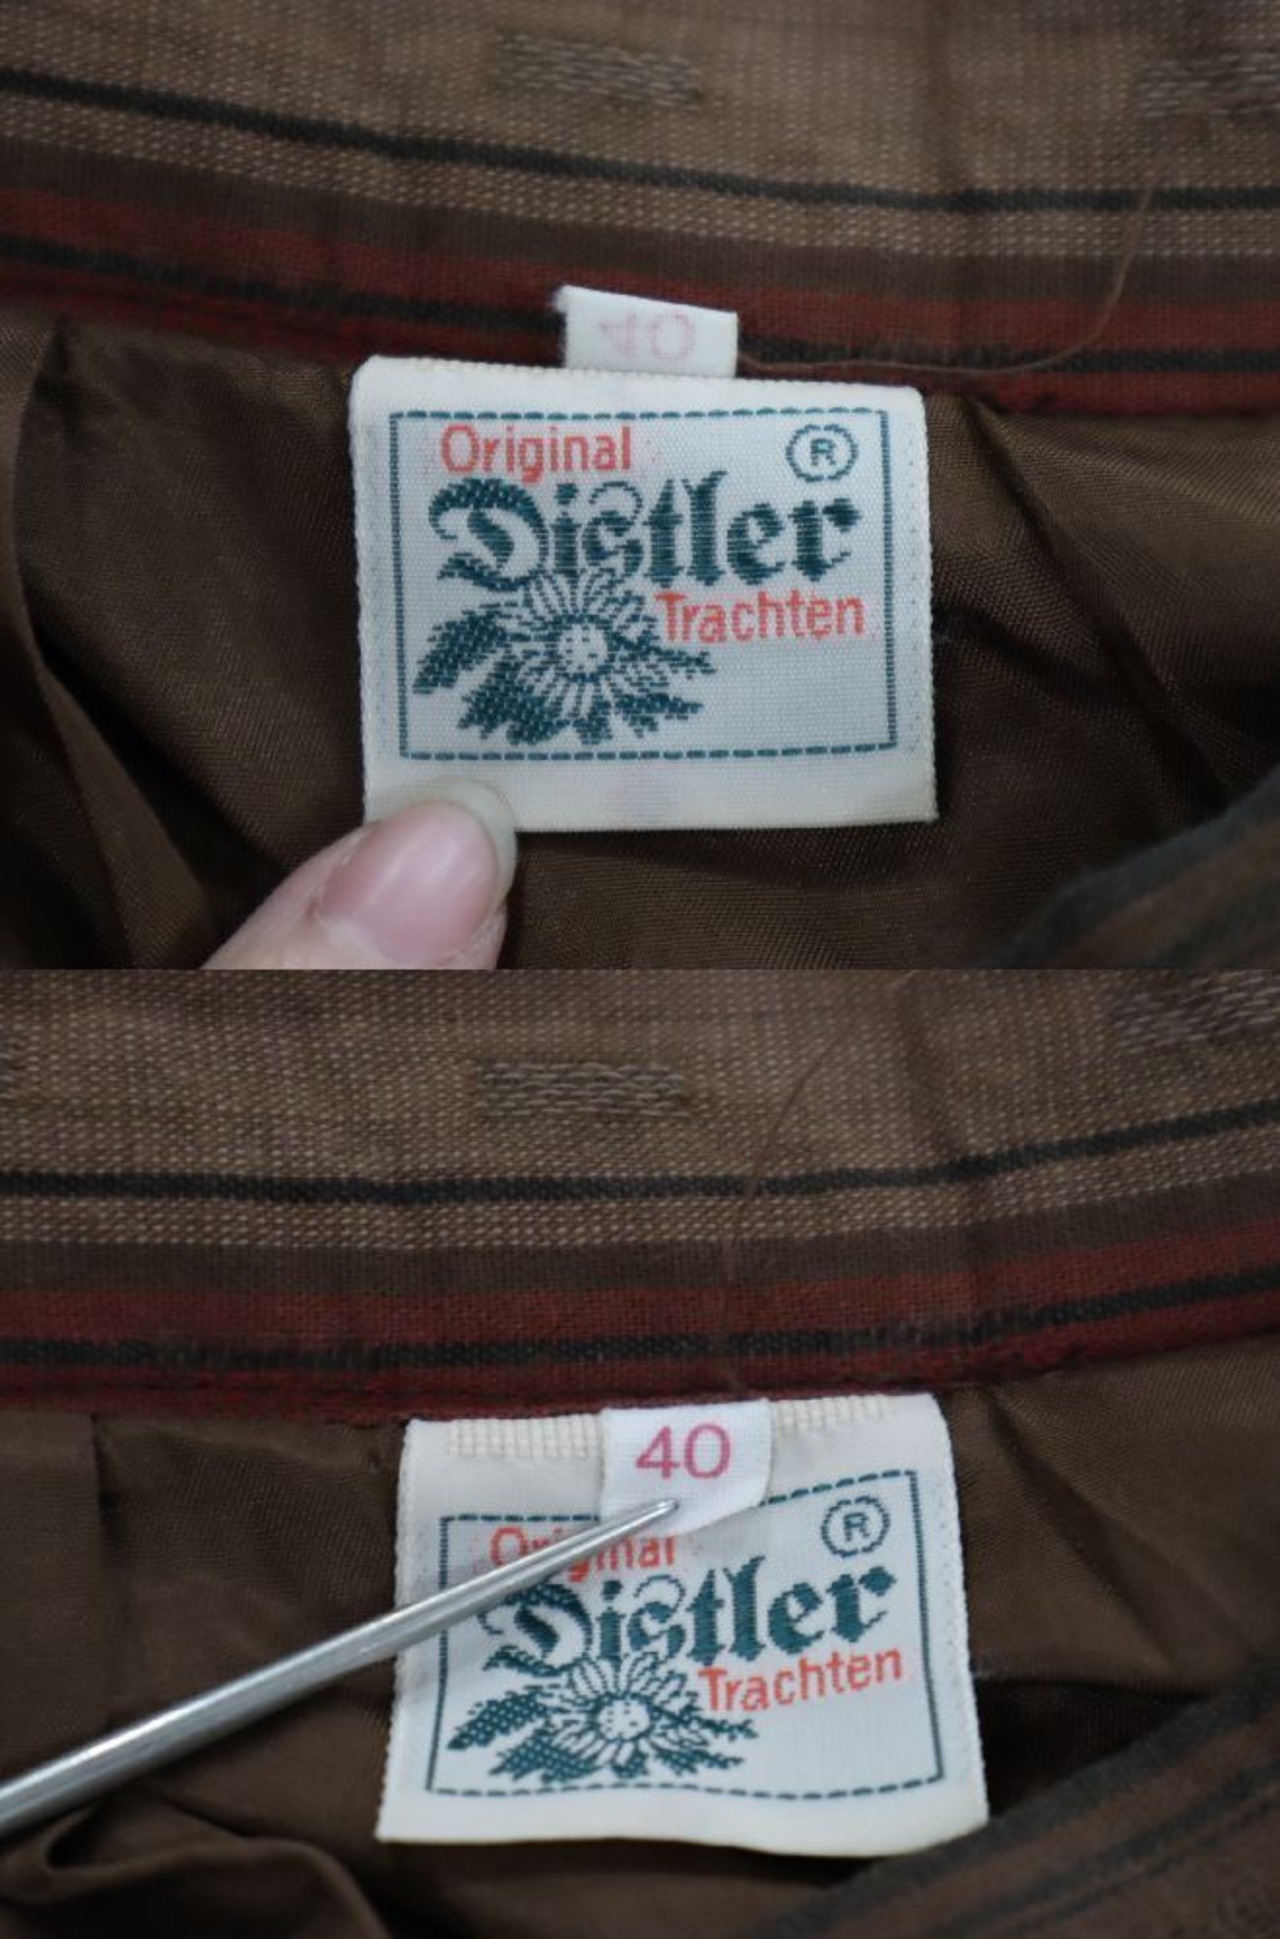 40
Original ®
Distler
Trachten
40
Original ®
Distler
Trachten